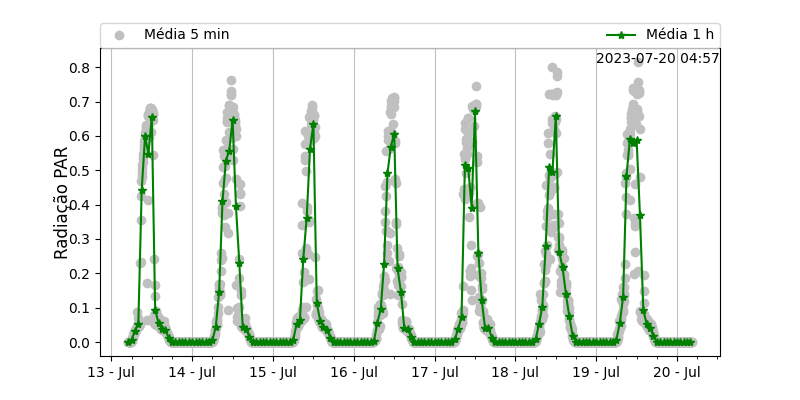 Média 5 min
Média 1 h
2023-07-20 04:57
Radiação PAR
0.8
0.7
0.6
0.5
0.4
0.3
0.2
0.1
0.0
13 - Jul
14 - Jul
15 - Jul
16 - Jul
17 - Jul
18 - Jul
19 - Jul
20 - Jul